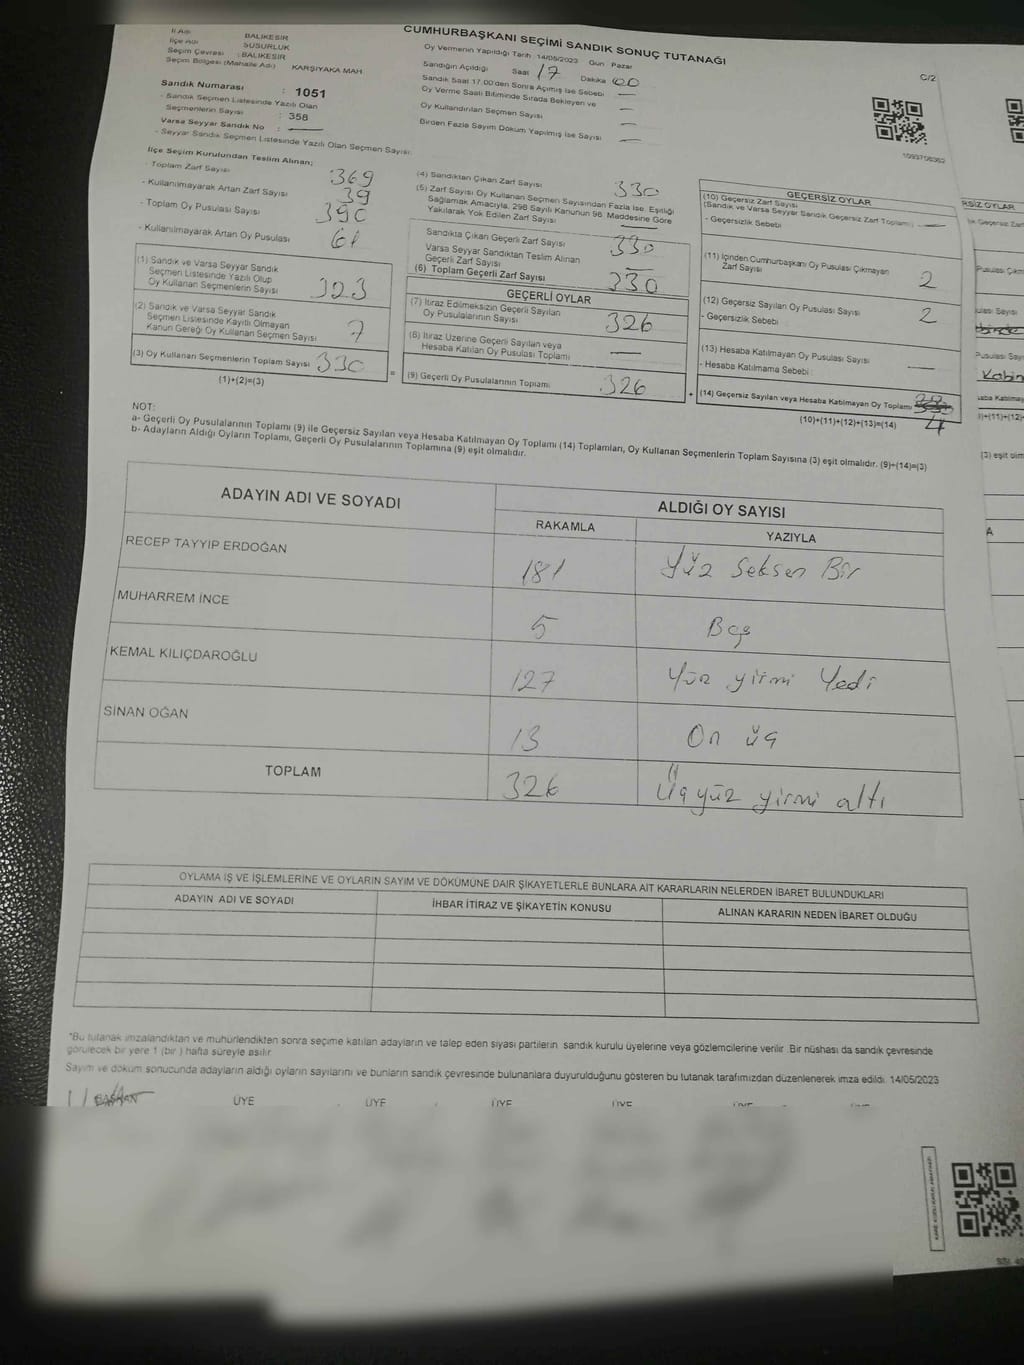 CUMHURBAŞKANI SEÇİMİ SANDIK SONUÇ TUTANAĞI
C/2
İl Adı BALIKESİR
İlçe Adı SUSURLUK
Seçim Çevresi : BALIKESİR
Seçim Bölgesi (Mahalle Adı) KARŞIYAKA MAH
Sandık Numarası : 1051
- Sandık Seçmen Listesinde Yazılı Olan
Seçmenlerin Sayısı : 358
Varsa Seyyar Sandık No :
- Seyyar Sandık Seçmen Listesinde Yazılı Olan Seçmen Sayısı:
Oy Vermenin Yapıldığı Tarih : 14/05/2023 Gün Pazar
Sandığın Açıldığı Saat 17 Dakika 00
Sandık Saat 17.00'den Sonra Açılmış İse Sebebi —
Oy Verme Saati Bitiminde Sırada Bekleyen ve —
Oy Kullandırılan Seçmen Sayısı —
Birden Fazla Sayım Döküm Yapılmış İse Sayısı —
1093706362
İlçe Seçim Kurulundan Teslim Alınan;
- Toplam Zarf Sayısı 369
- Kullanılmayarak Artan Zarf Sayısı 39
- Toplam Oy Pusulası Sayısı 390
- Kullanılmayarak Artan Oy Pusulası 61
(1) Sandık ve Varsa Seyyar Sandık
Seçmen Listesinde Yazılı Olup
Oy Kullanan Seçmenlerin Sayısı 323
(2) Sandık ve Varsa Seyyar Sandık
Seçmen Listesinde Kayıtlı Olmayan
Kanun Gereği Oy Kullanan Seçmen Sayısı 7
(3) Oy Kullanan Seçmenlerin Toplam Sayısı 330
(1)+(2)=(3)
=
(4) Sandıktan Çıkan Zarf Sayısı 330
(5) Zarf Sayısı Oy Kullanan Seçmen Sayısından Fazla İse, Eşitliği
Sağlamak Amacıyla, 298 Sayılı Kanunun 98. Maddesine Göre
Yakılarak Yok Edilen Zarf Sayısı —
Sandıkta Çıkan Geçerli Zarf Sayısı 330
Varsa Seyyar Sandıktan Teslim Alınan
Geçerli Zarf Sayısı —
(6) Toplam Geçerli Zarf Sayısı 330
GEÇERLİ OYLAR
(7) İtiraz Edilmeksizin Geçerli Sayılan
Oy Pusulalarının Sayısı 326
(8) İtiraz Üzerine Geçerli Sayılan veya
Hesaba Katılan Oy Pusulası Toplamı —
(9) Geçerli Oy Pusulalarının Toplamı 326
+
GEÇERSİZ OYLAR
(10) Geçersiz Zarf Sayısı
(Sandık ve Varsa Seyyar Sandık Geçersiz Zarf Toplamı) —
- Geçersizlik Sebebi
(11) İçinden Cumhurbaşkanı Oy Pusulası Çıkmayan
Zarf Sayısı 2
(12) Geçersiz Sayılan Oy Pusulası Sayısı 2
- Geçersizlik Sebebi
(13) Hesaba Katılmayan Oy Pusulası Sayısı —
- Hesaba Katılmama Sebebi :
(14) Geçersiz Sayılan veya Hesaba Katılmayan Oy Toplamı
(10)+(11)+(12)+(13)=(14) 4
NOT:
a- Geçerli Oy Pusulalarının Toplamı (9) ile Geçersiz Sayılan veya Hesaba Katılmayan Oy Toplamı (14) Toplamları, Oy Kullanan Seçmenlerin Toplam Sayısına (3) eşit olmalıdır. (9)+(14)=(3)
b- Adayların Aldığı Oyların Toplamı, Geçerli Oy Pusulalarının Toplamına (9) eşit olmalıdır.
ADAYIN ADI VE SOYADI ALDIĞI OY SAYISI
RAKAMLA YAZIYLA
RECEP TAYYİP ERDOĞAN 181 Yüz Seksen Bir
MUHARREM İNCE 5 Beş
KEMAL KILIÇDAROĞLU 127 Yüz yirmi Yedi
SİNAN OĞAN 13 On üç
TOPLAM 326 Üçyüz yirmi altı
OYLAMA İŞ VE İŞLEMLERİNE VE OYLARIN SAYIM VE DÖKÜMÜNE DAİR ŞİKAYETLERLE BUNLARA AİT KARARLARIN NELERDEN İBARET BULUNDUKLARI
ADAYIN ADI VE SOYADI İHBAR İTİRAZ VE ŞİKAYETİN KONUSU ALINAN KARARIN NEDEN İBARET OLDUĞU
*Bu tutanak imzalandıktan ve mühürlendikten sonra seçime katılan adayların ve talep eden siyasi partilerin sandık kurulu üyelerine veya gözlemcilerine verilir. Bir nüshası da sandık çevresinde
görülecek bir yere 1 (bir ) hafta süreyle asılır.
Sayım ve döküm sonucunda adayların aldığı oyların sayılarını ve bunların sandık çevresinde bulunanlara duyurulduğunu gösteren bu tutanak tarafımızdan düzenlenerek imza edildi. 14/05/2023
BAŞKAN ÜYE ÜYE ÜYE ÜYE ÜYE